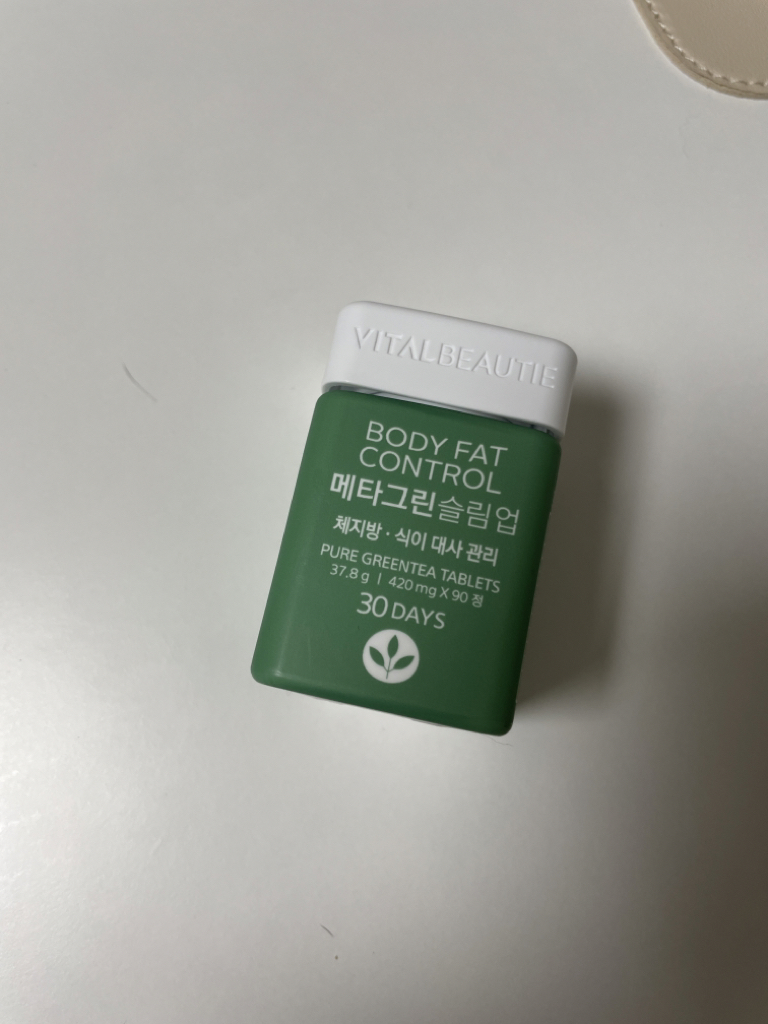 VITALBEAUTIE
BODY FAT
CONTROL
메타그린슬림업
체지방 · 식이 대사 관리
PURE GREENTEA TABLETS
37.8 g | 420 mg X 90 정
30 DAYS